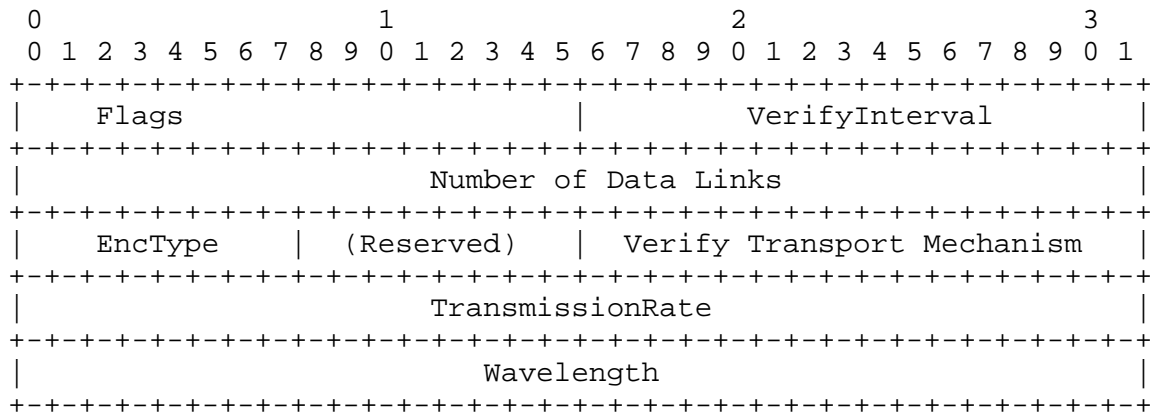 0                   1                   2                   3
 0 1 2 3 4 5 6 7 8 9 0 1 2 3 4 5 6 7 8 9 0 1 2 3 4 5 6 7 8 9 0 1
+-+-+-+-+-+-+-+-+-+-+-+-+-+-+-+-+-+-+-+-+-+-+-+-+-+-+-+-+-+-+-+-+
|    Flags                      |         VerifyInterval        |
+-+-+-+-+-+-+-+-+-+-+-+-+-+-+-+-+-+-+-+-+-+-+-+-+-+-+-+-+-+-+-+-+
|                       Number of Data Links                    |
+-+-+-+-+-+-+-+-+-+-+-+-+-+-+-+-+-+-+-+-+-+-+-+-+-+-+-+-+-+-+-+-+
|    EncType    |  (Reserved)   |  Verify Transport Mechanism   |
+-+-+-+-+-+-+-+-+-+-+-+-+-+-+-+-+-+-+-+-+-+-+-+-+-+-+-+-+-+-+-+-+
|                       TransmissionRate                        |
+-+-+-+-+-+-+-+-+-+-+-+-+-+-+-+-+-+-+-+-+-+-+-+-+-+-+-+-+-+-+-+-+
|                          Wavelength                           |
+-+-+-+-+-+-+-+-+-+-+-+-+-+-+-+-+-+-+-+-+-+-+-+-+-+-+-+-+-+-+-+-+